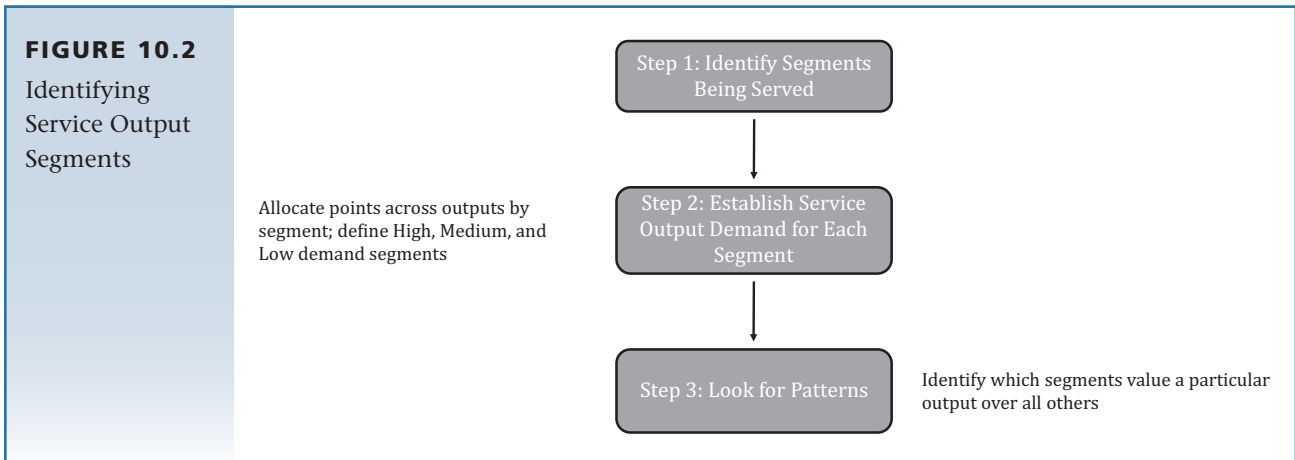 FIGURE 10.2
Identifying
Service Output
Segments
Step 1: Identify Segments
Being Served
Allocate points across outputs by
segment; define High, Medium, and
Low demand segments
Step 2: Establish Service
Output Demand for Each
Segment
Step 3: Look for Patterns
Identify which segments value a particular
output over all others